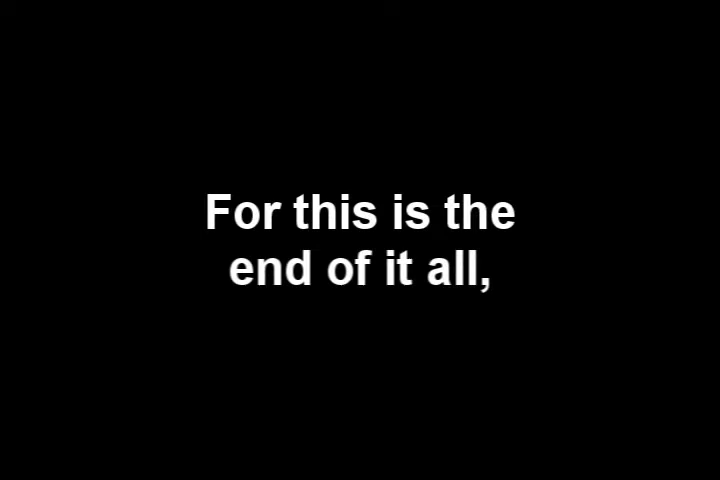 For this is the
end of it all,